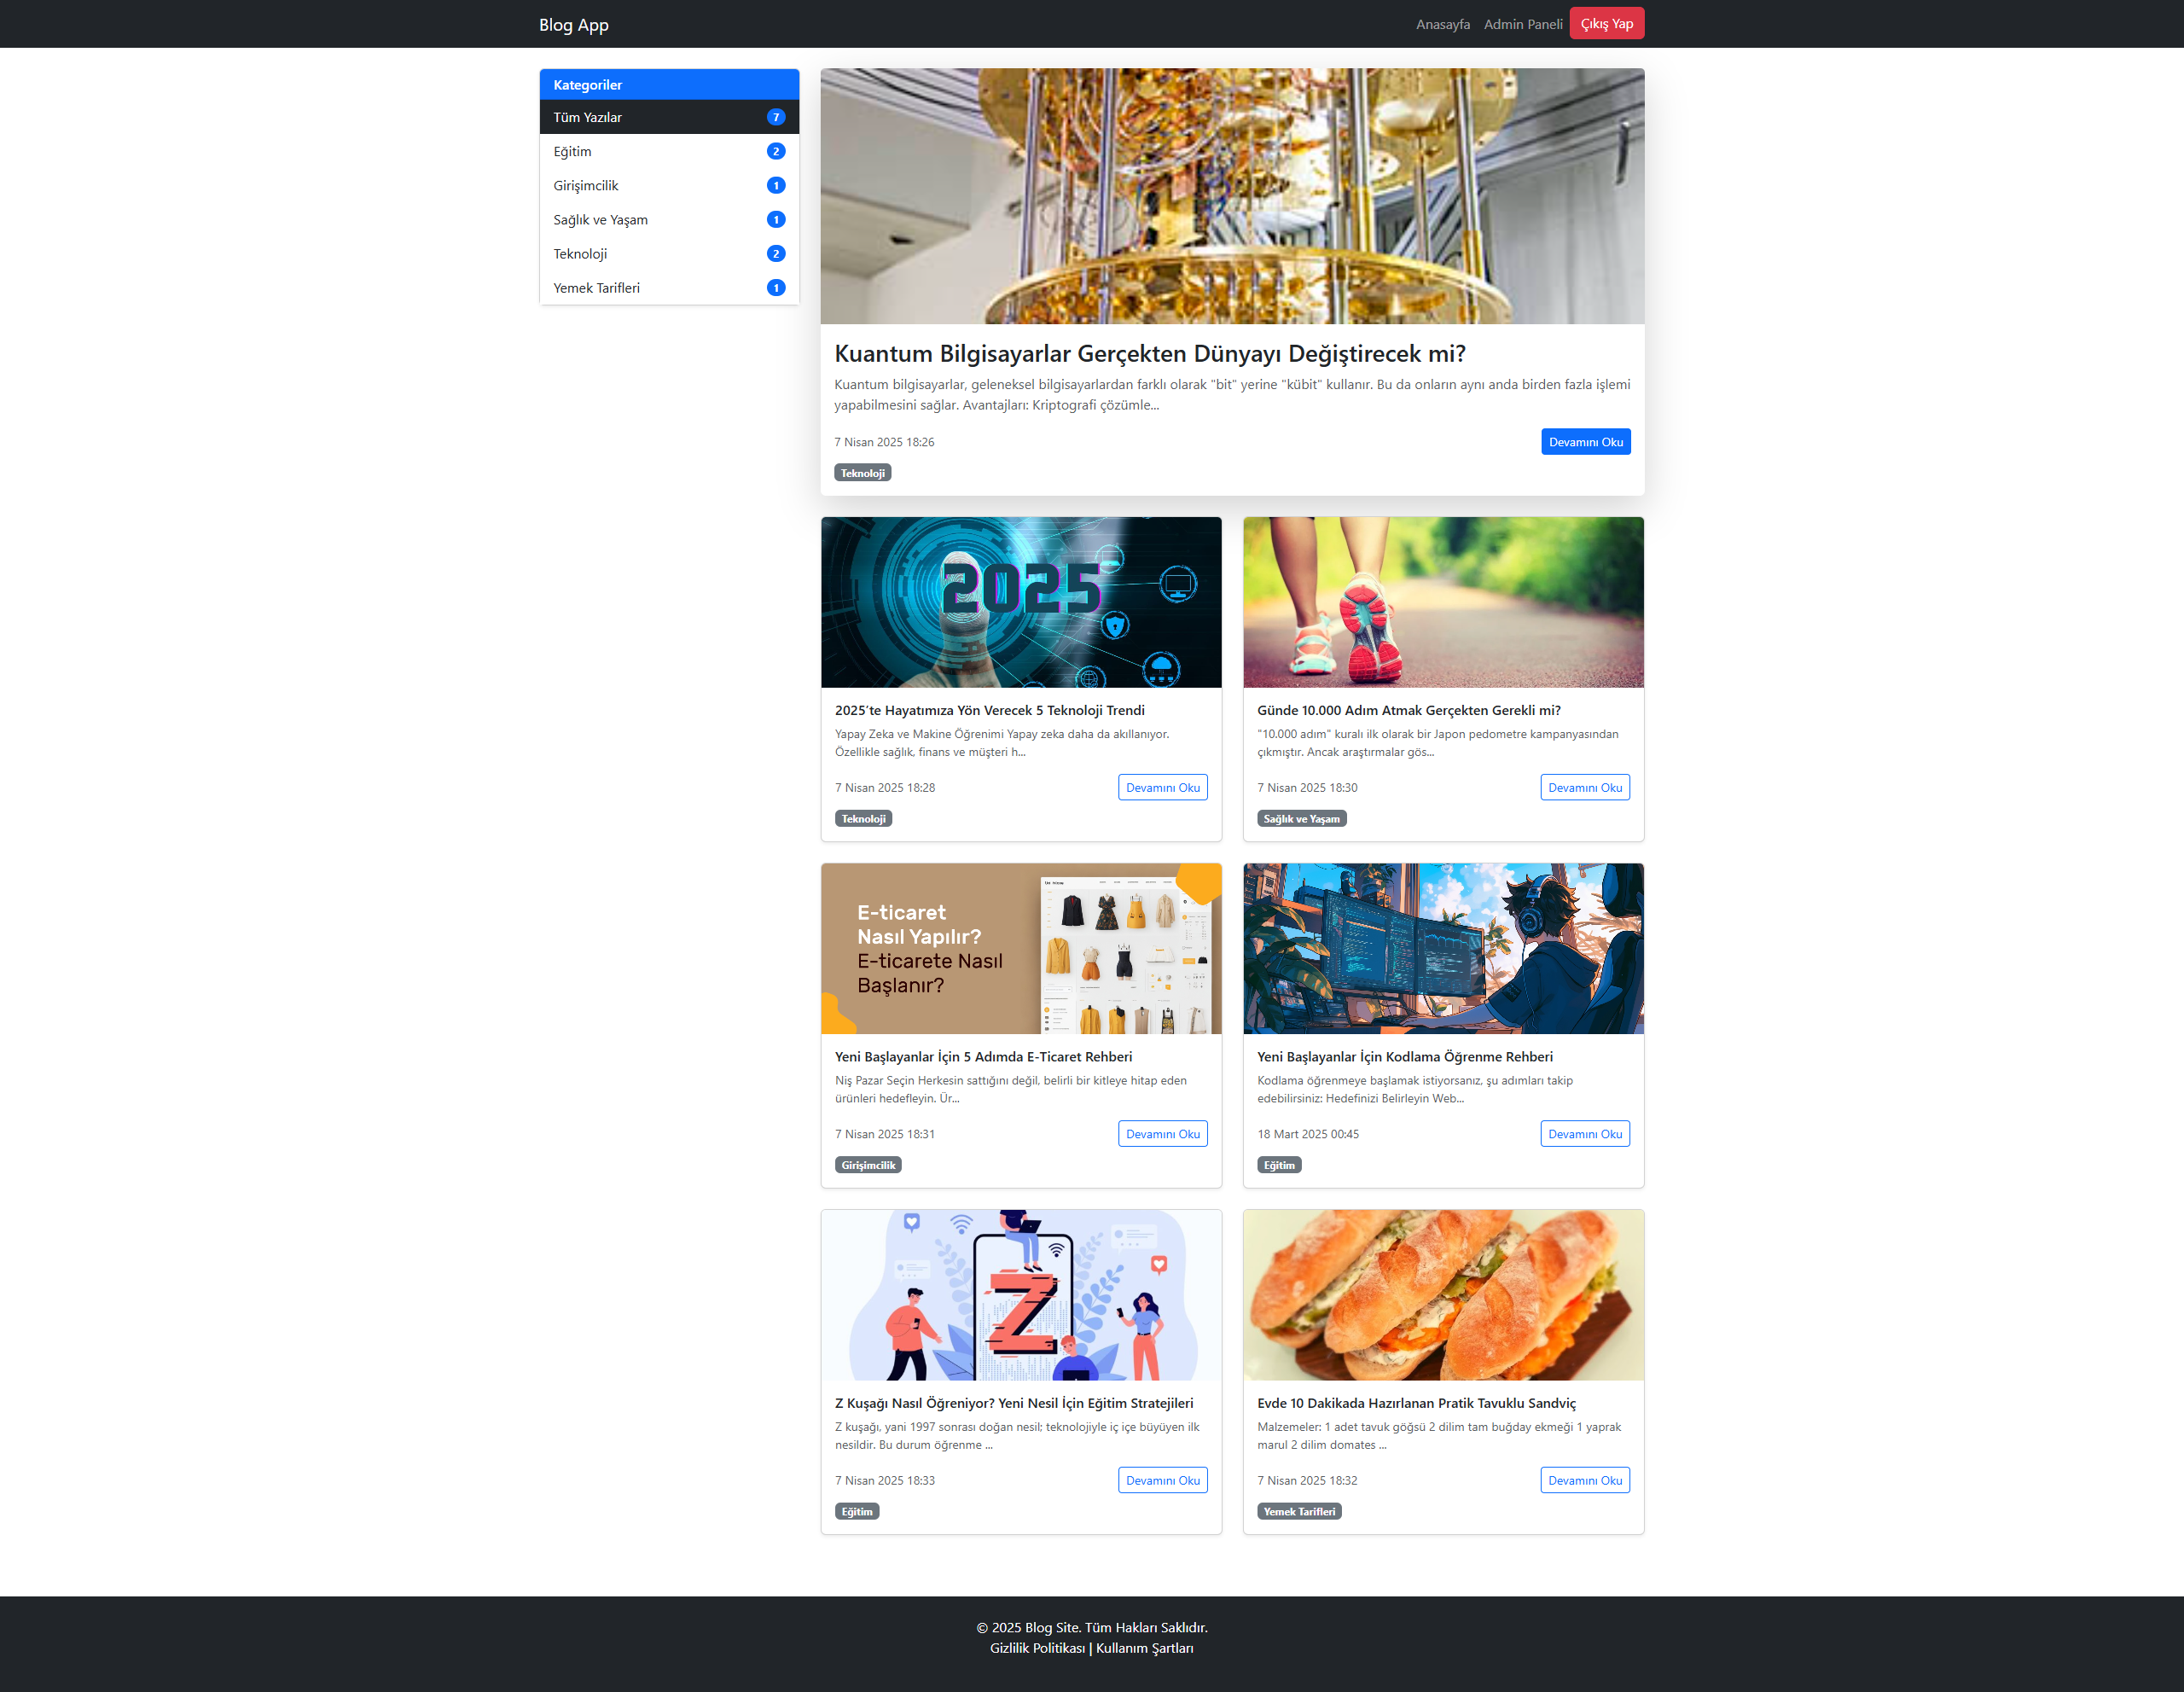 Blog App
Anasayfa
Admin Paneli
Çıkış Yap
Kategoriler
Tüm Yazılar 7
Eğitim 2
Girişimcilik 1
Sağlık ve Yaşam 1
Teknoloji 2
Yemek Tarifleri 1
Kuantum Bilgisayarlar Gerçekten Dünyayı Değiştirecek mi?
Kuantum bilgisayarlar, geleneksel bilgisayarlardan farklı olarak "bit" yerine "kübit" kullanır. Bu da onların aynı anda birden fazla işlemi
yapabilmesini sağlar. Avantajları: Kriptografi çözümle...
7 Nisan 2025 18:26
Devamını Oku
Teknoloji
2025
2025'te Hayatımıza Yön Verecek 5 Teknoloji Trendi
Yapay Zeka ve Makine Öğrenimi Yapay zeka daha da akıllanıyor.
Özellikle sağlık, finans ve müşteri h...
7 Nisan 2025 18:28
Devamını Oku
Teknoloji
Günde 10.000 Adım Atmak Gerçekten Gerekli mi?
"10.000 adım" kuralı ilk olarak bir Japon pedometre kampanyasından
çıkmıştır. Ancak araştırmalar gös...
7 Nisan 2025 18:30
Devamını Oku
Sağlık ve Yaşam
E-ticaret
Nasıl Yapılır?
E-ticarete Nasıl
Başlanır?
Yeni Başlayanlar İçin 5 Adımda E-Ticaret Rehberi
Niş Pazar Seçin Herkesin sattığını değil, belirli bir kitleye hitap eden
ürünleri hedefleyin. Ür...
7 Nisan 2025 18:31
Devamını Oku
Girişimcilik
Yeni Başlayanlar İçin Kodlama Öğrenme Rehberi
Kodlama öğrenmeye başlamak istiyorsanız, şu adımları takip
edebilirsiniz: Hedefinizi Belirleyin Web...
18 Mart 2025 00:45
Devamını Oku
Eğitim
Z
Z Kuşağı Nasıl Öğreniyor? Yeni Nesil İçin Eğitim Stratejileri
Z kuşağı, yani 1997 sonrası doğan nesil; teknolojiyle iç içe büyüyen ilk
nesildir. Bu durum öğrenme ...
7 Nisan 2025 18:33
Devamını Oku
Eğitim
Evde 10 Dakikada Hazırlanan Pratik Tavuklu Sandviç
Malzemeler: 1 adet tavuk göğsü 2 dilim tam buğday ekmeği 1 yaprak
marul 2 dilim domates ...
7 Nisan 2025 18:32
Devamını Oku
Yemek Tarifleri
© 2025 Blog Site. Tüm Hakları Saklıdır.
Gizlilik Politikası | Kullanım Şartları